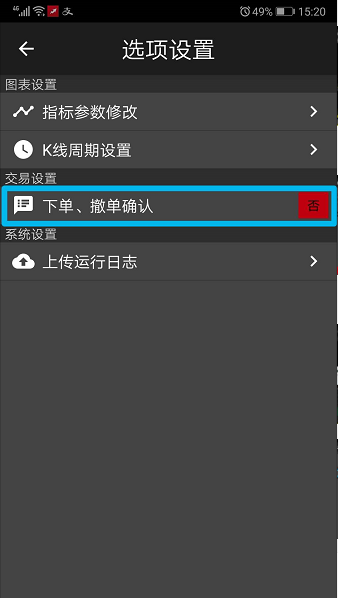 4G 49% 15:20
选项设置
图表设置
指标参数修改
K线周期设置
交易设置
下单、撤单确认 否
系统设置
上传运行日志